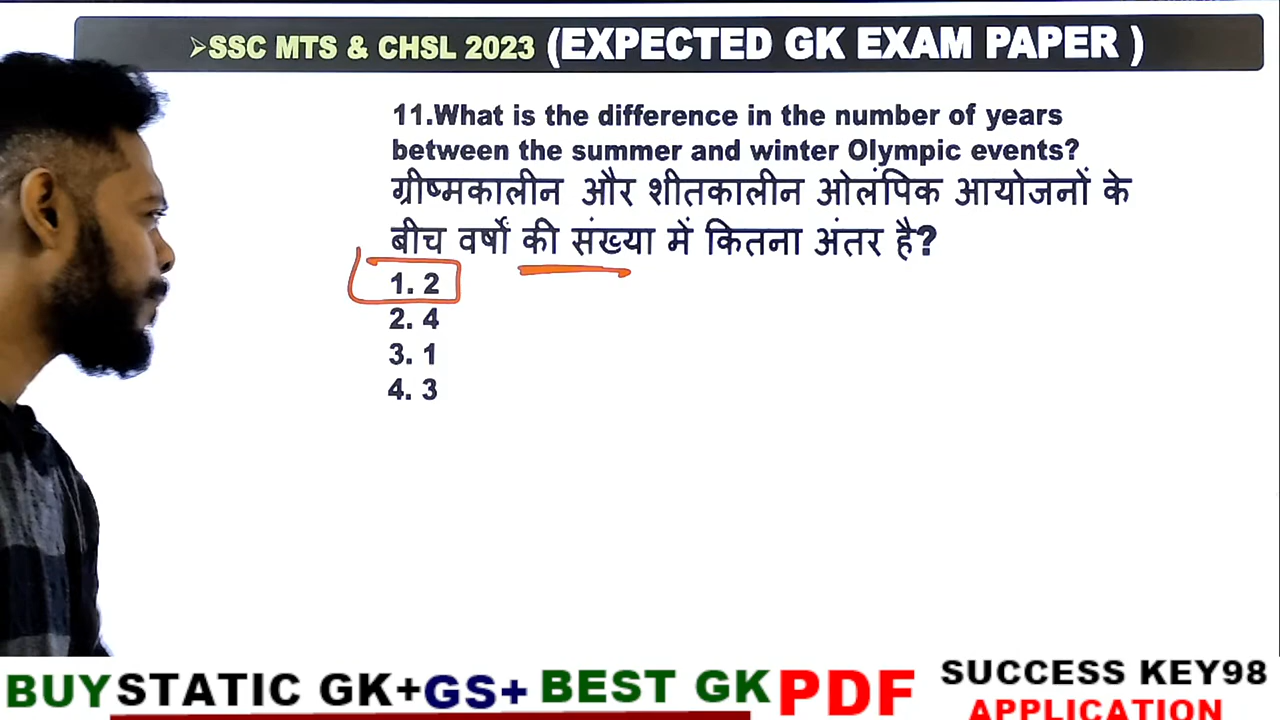 ➢SSC MTS & CHSL 2023 (EXPECTED GK EXAM PAPER )
11.What is the difference in the number of years
between the summer and winter Olympic events?
ग्रीष्मकालीन और शीतकालीन ओलंपिक आयोजनों के
बीच वर्षों की संख्या में कितना अंतर है?
1. 2
2. 4
3. 1
4. 3
BUY STATIC GK+GS+ BEST GK PDF
SUCCESS KEY98
APPLICATION